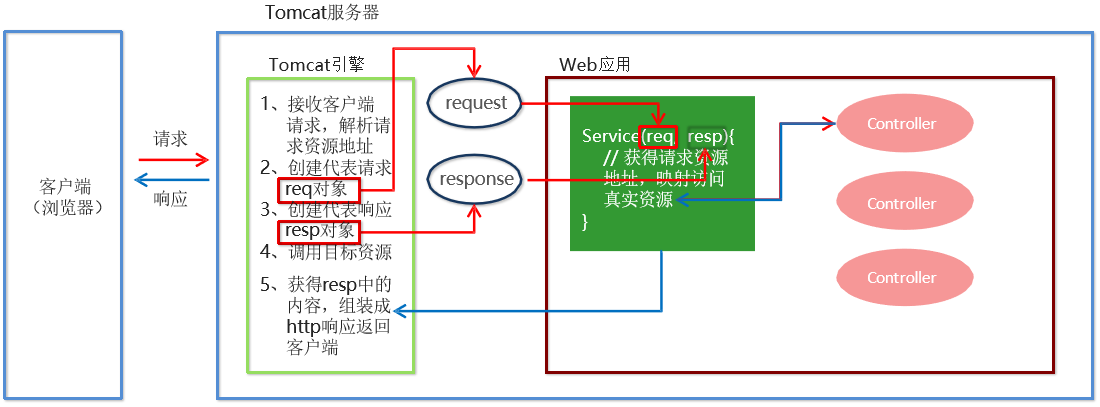 Tomcat服务器
Tomcat引擎
Web应用
客户端
（浏览器）
请求
响应
1、接收客户端
请求，解析请
求资源地址
2、创建代表请求
req对象
3、创建代表响应
resp对象
4、调用目标资源
5、获得resp中的
内容，组装成
http响应返回
客户端
request
response
Service(req resp){
// 获得请求资源
地址，映射访问
真实资源
}
Controller
Controller
Controller